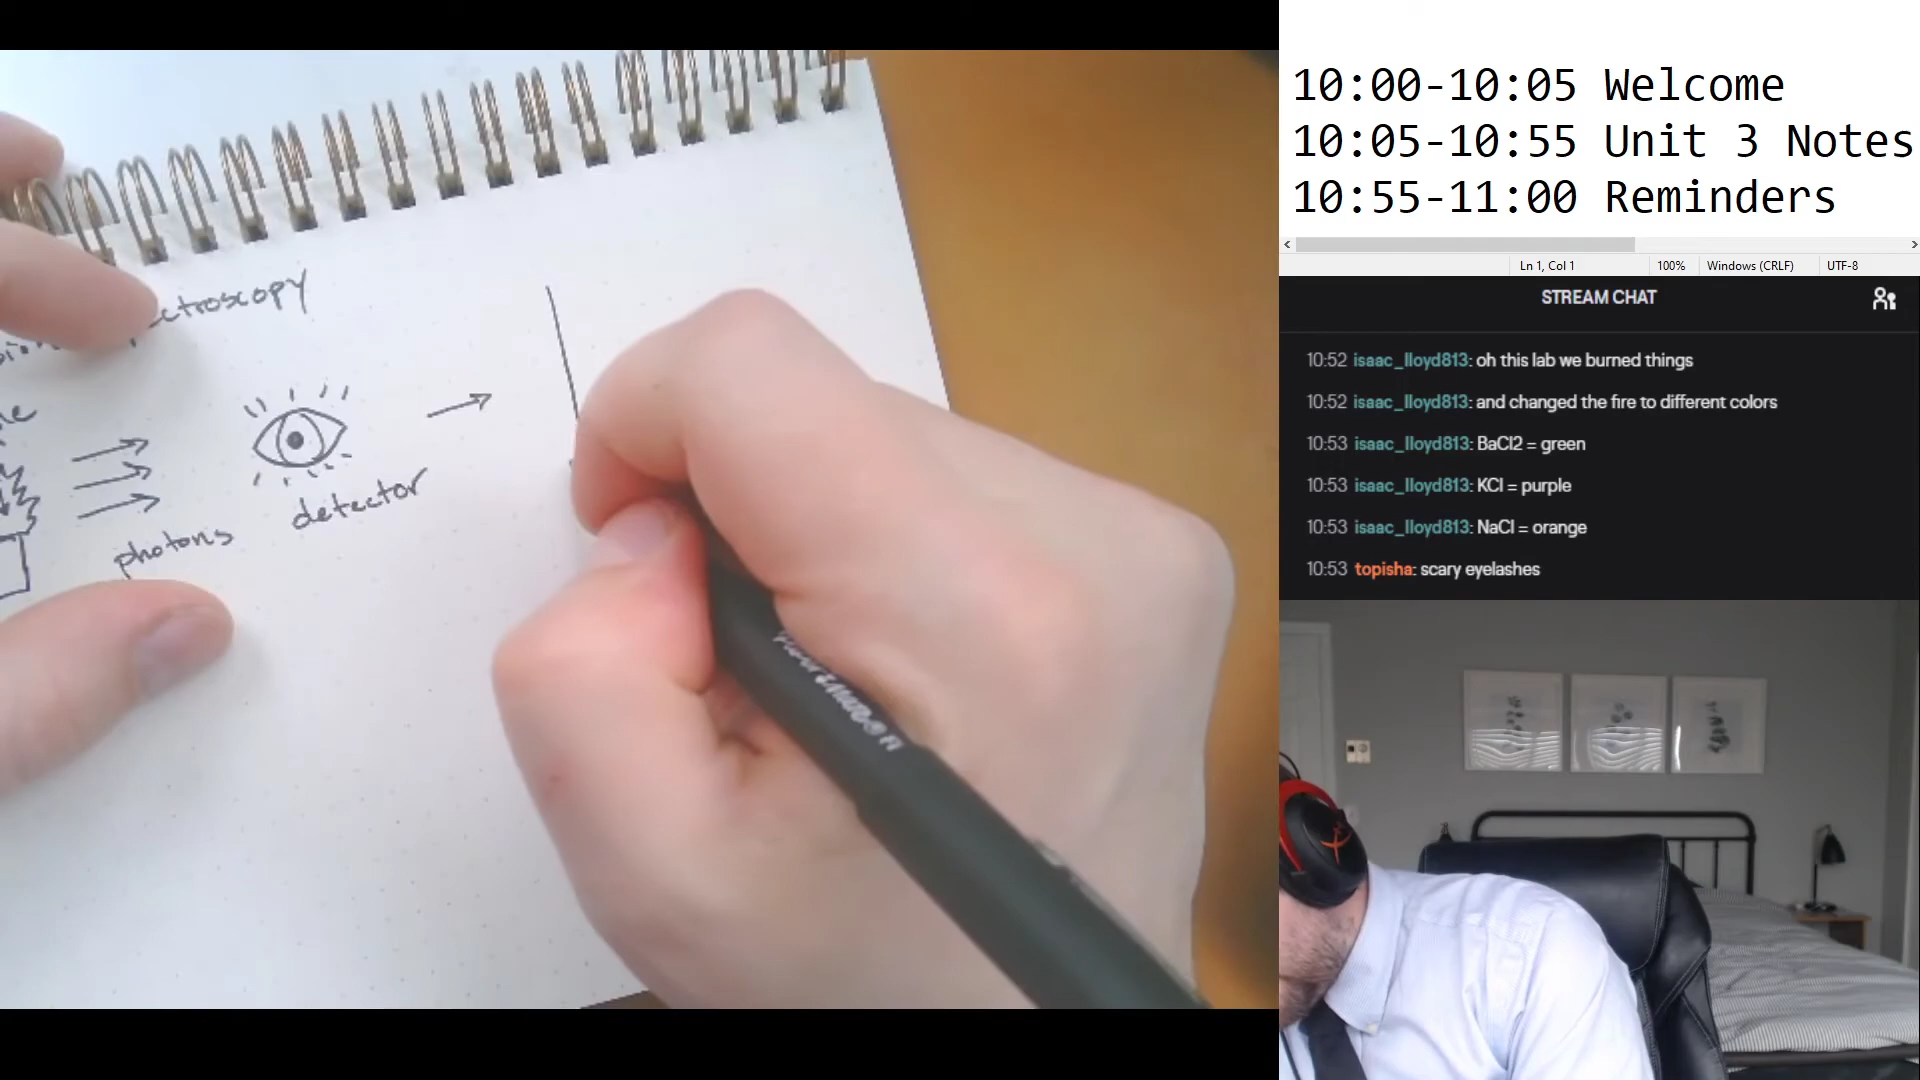 ctroscopy
photons
detector
10:00-10:05 Welcome
10:05-10:55 Unit 3 Notes
10:55-11:00 Reminders
Ln 1, Col 1
100%
Windows (CRLF)
UTF-8
STREAM CHAT
10:52 isaac_lloyd813: oh this lab we burned things
10:52 isaac_lloyd813: and changed the fire to different colors
10:53 isaac_lloyd813: BaCl2 = green
10:53 isaac_lloyd813: KCl = purple
10:53 isaac_lloyd813: NaCl = orange
10:53 topisha: scary eyelashes